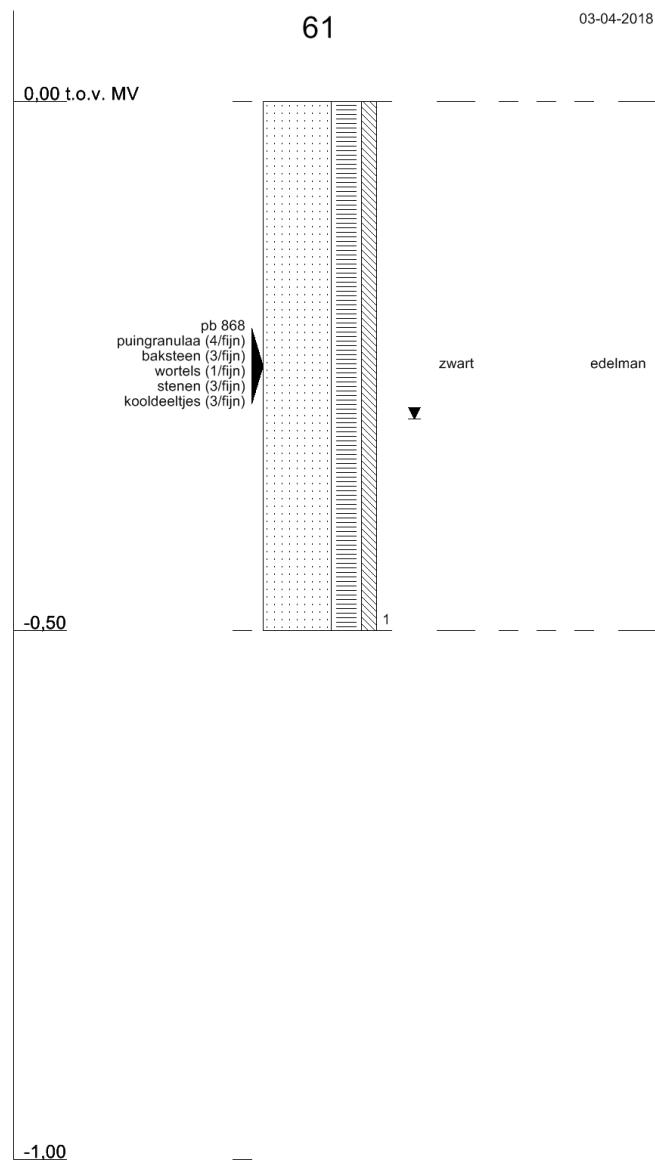 61
03-04-2018
0,00 t.o.v. MV
pb 868
puingranulaa (4/fijn)
baksteen (3/fijn)
wortels (1/fijn)
stenen (3/fijn)
kooldeeltjes (3/fijn)
zwart
edelman
1
-0,50
-1,00